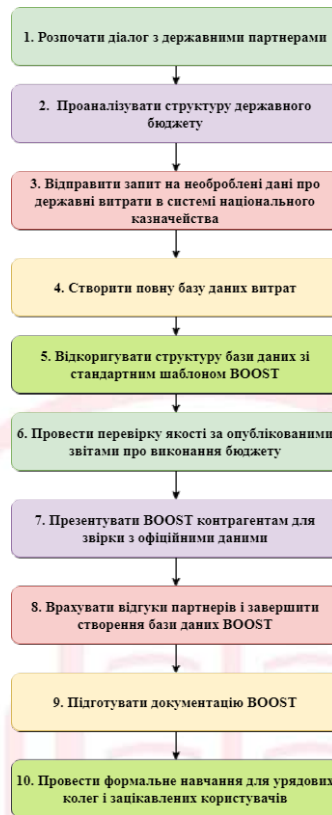 1. Розпочати діалог з державними партнерами
2. Проаналізувати структуру державного
бюджету
3. Відправити запит на необроблені дані про
державні витрати в системі національного
казначейства
4. Створити повну базу даних витрат
5. Відкоригувати структуру бази даних зі
стандартним шаблоном BOOST
6. Провести перевірку якості за опублікованими
звітами про виконання бюджету
7. Презентувати BOOST контрагентам для
звірки з офіційними даними
8. Врахувати відгуки партнерів і завершити
створення бази даних BOOST
9. Підготувати документацію BOOST
10. Провести формальне навчання для урядових
колег і зацікавлених користувачів